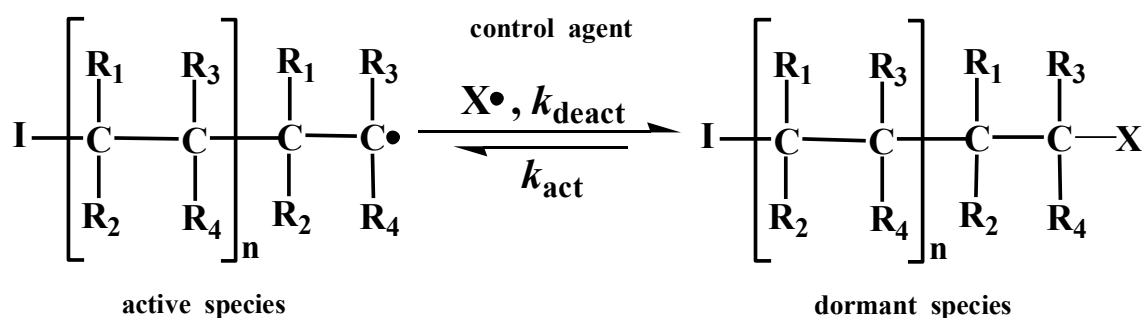 control agent
R1 R3 R1 R3
X•, kdeact
I C C C C•
kact
R2 R4 R2 R4
n
active species
R1 R3 R1 R3
I C C C C X
R2 R4 R2 R4
n
dormant species